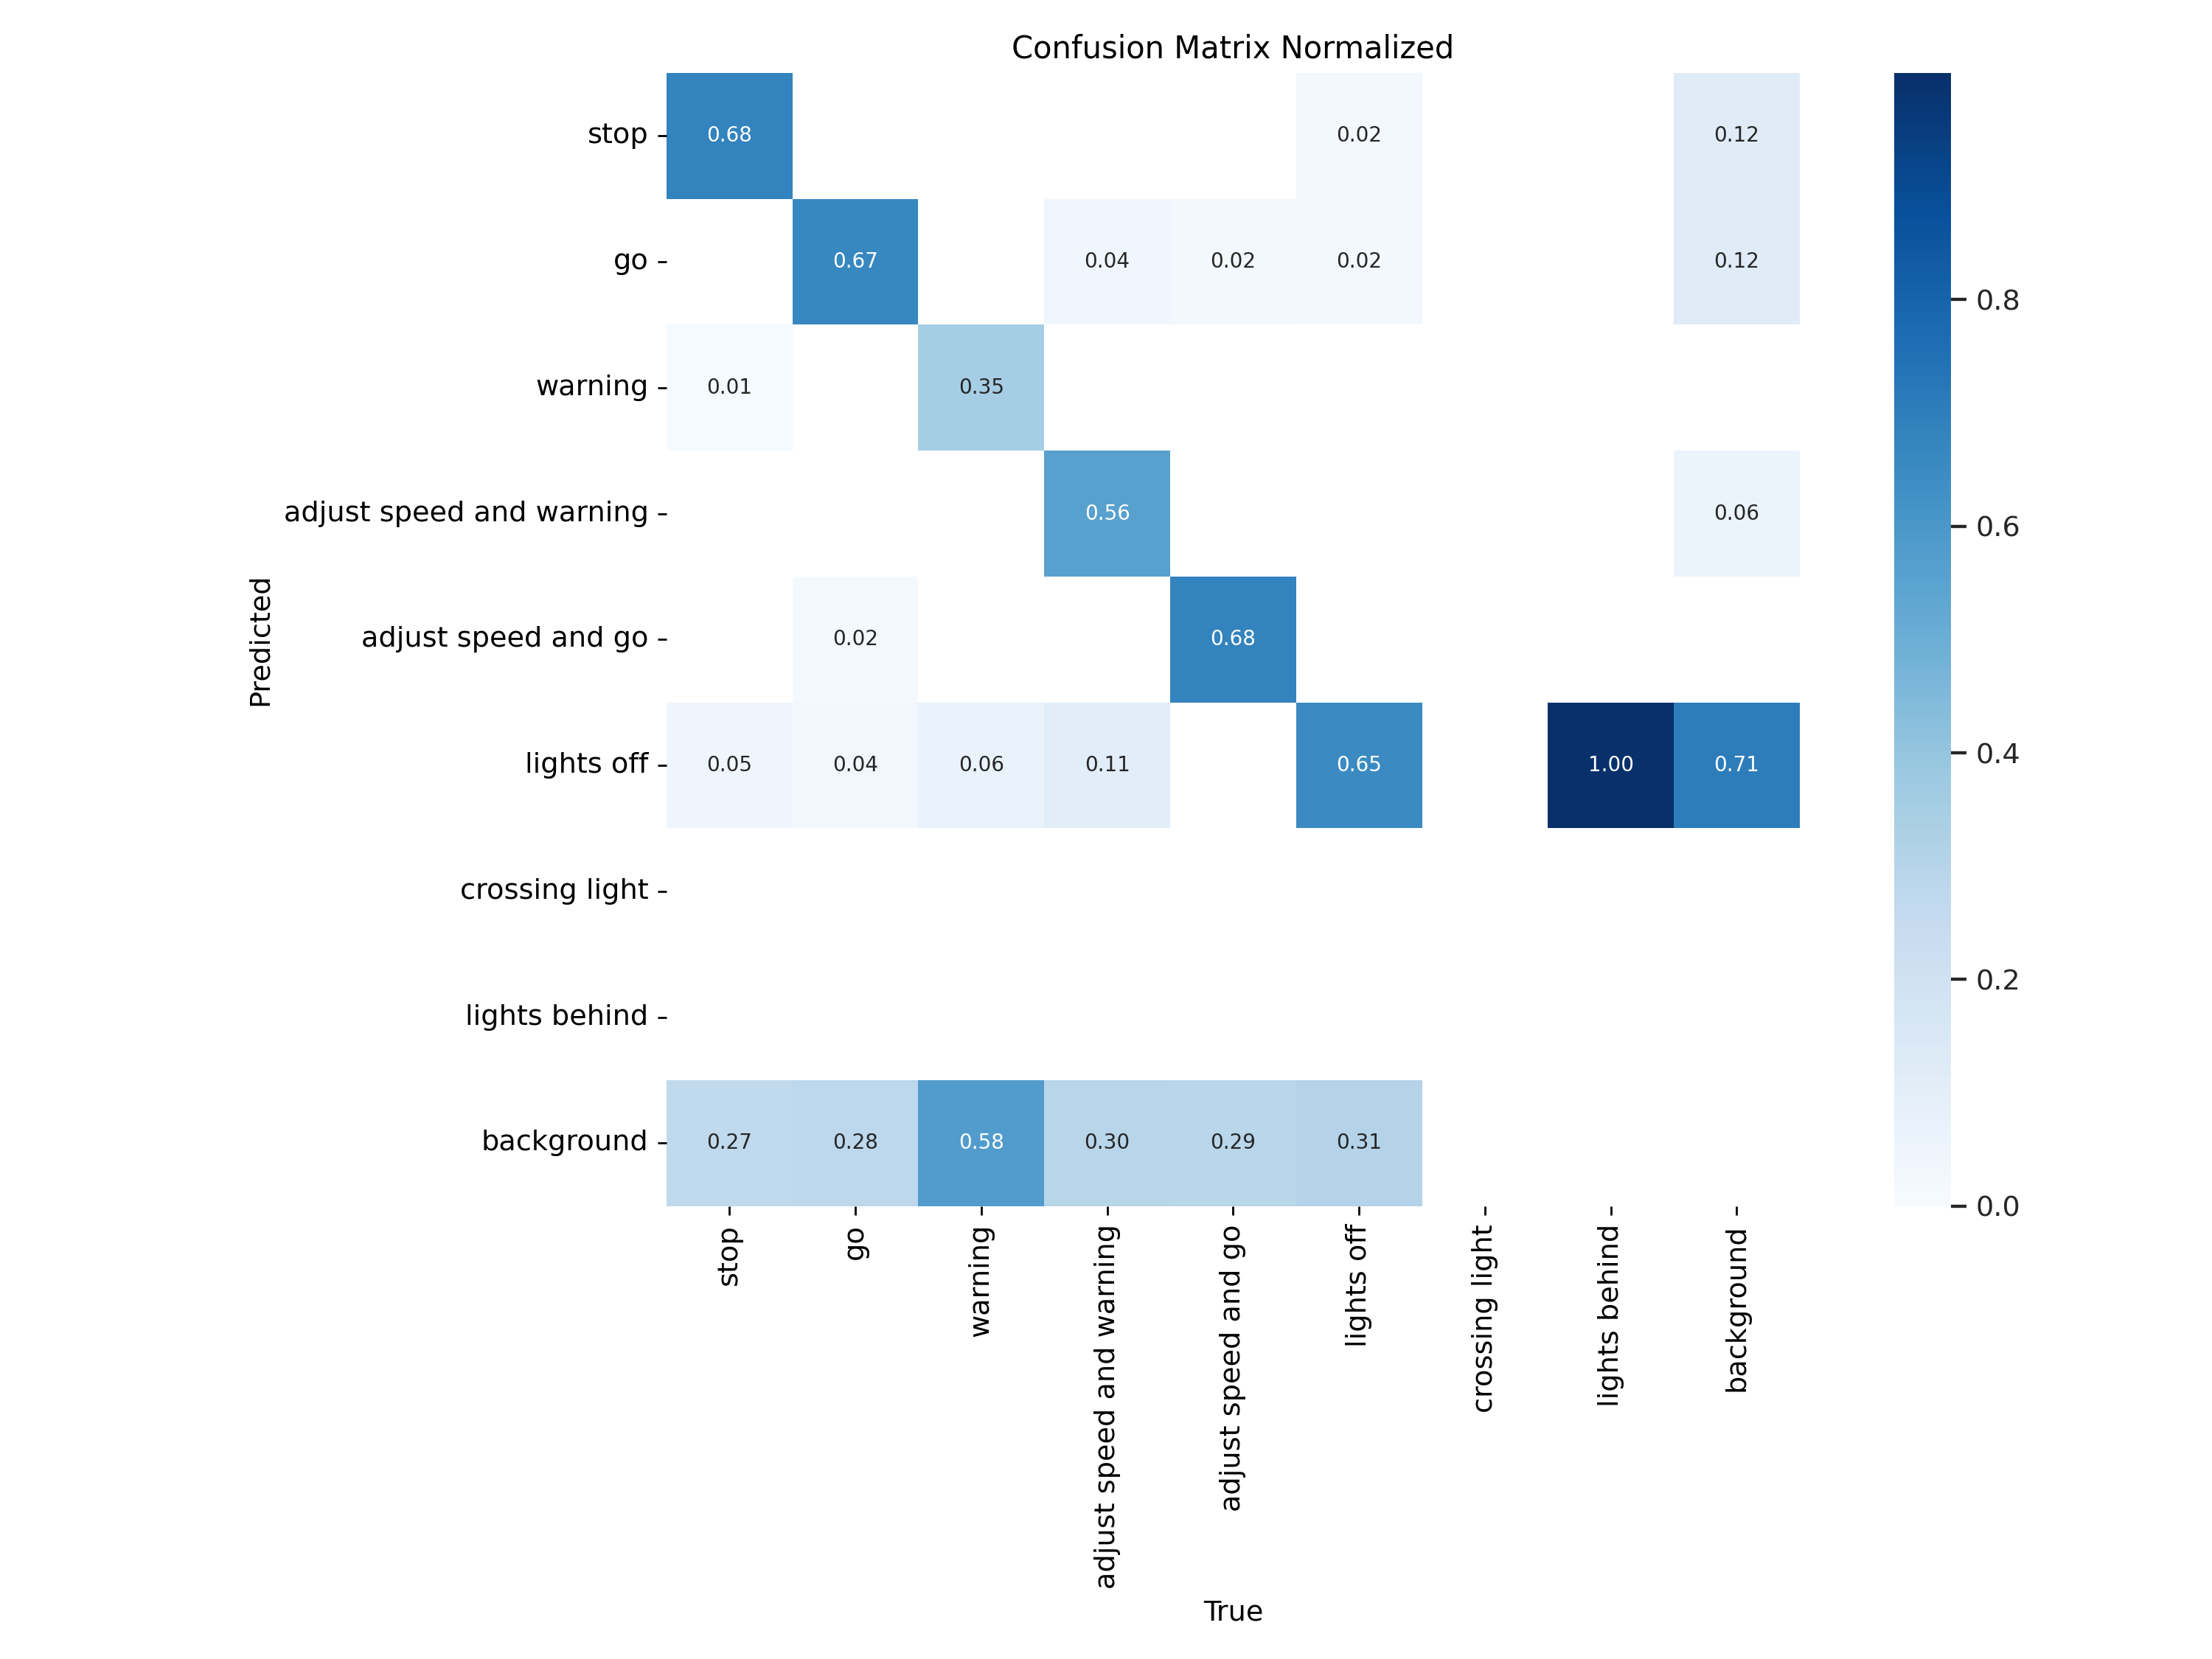 Confusion Matrix Normalized
stop 0.68 0.02 0.12
go 0.67 0.04 0.02 0.02 0.12
0.8
warning 0.01 0.35
adjust speed and warning 0.56 0.06
0.6
Predicted
adjust speed and go 0.02 0.68
lights off 0.05 0.04 0.06 0.11 0.65 1.00 0.71
0.4
crossing light
0.2
lights behind
background 0.27 0.28 0.58 0.30 0.29 0.31
0.0
stop
go
warning
adjust speed and warning
adjust speed and go
lights off
crossing light
lights behind
background
True